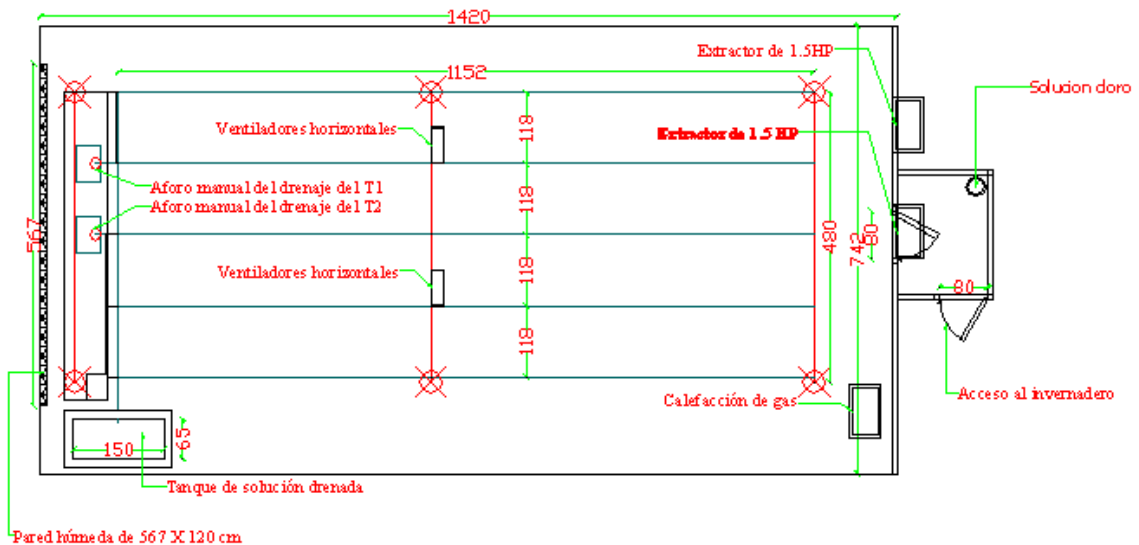 1420
Extractor de 1.5HP
1152
Solucion cloro
Ventiladores horizontales
118
Extractor de 1.5 HP
Aforo manual del drenaje del T1
Aforo manual del drenaje del T2
567
118
480
742
80
Ventiladores horizontales
118
80
118
Calefacción de gas
Acceso al invernadero
150
65
Tanque de solución drenada
Pared húmeda de 567 X 120 cm